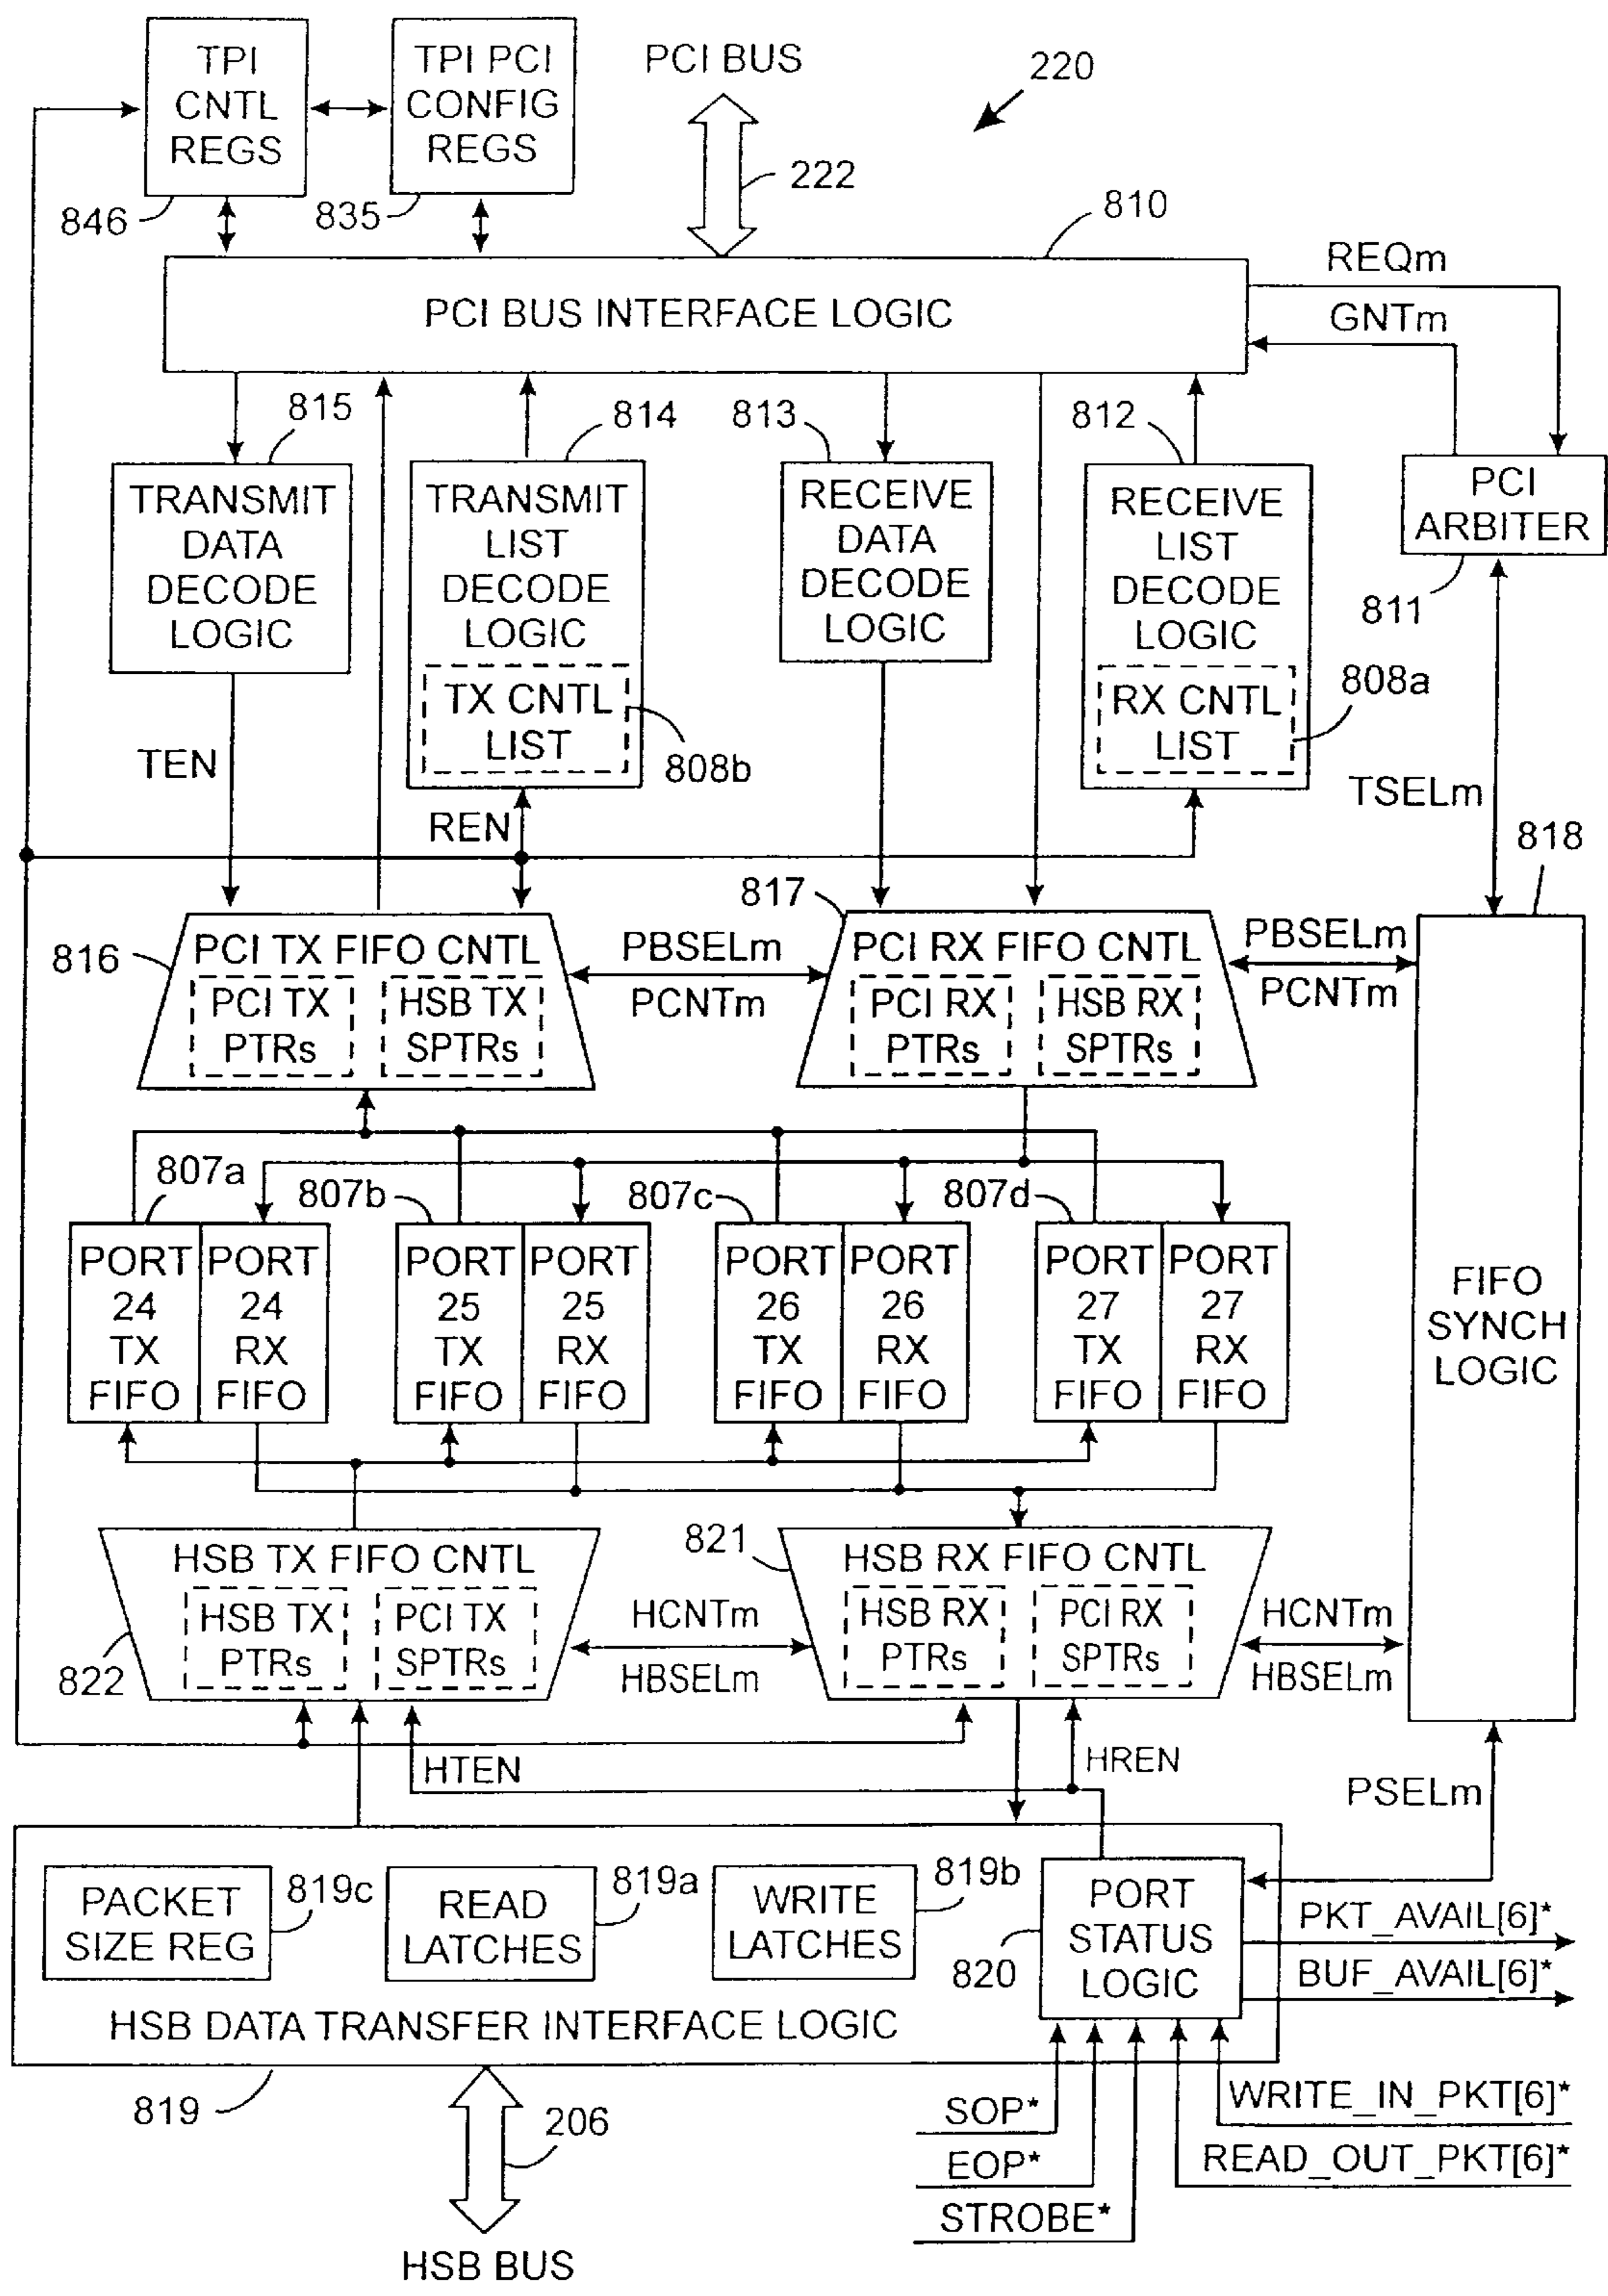 TPI
CNTL
REGS
TPI PCI
CONFIG
REGS
PCI BUS
220
846
835
222
810
PCI BUS INTERFACE LOGIC
REQm
GNTm
815
814
813
812
TRANSMIT
DATA
DECODE
LOGIC
TRANSMIT
LIST
DECODE
LOGIC
TX CNTL
LIST
RECEIVE
DATA
DECODE
LOGIC
RECEIVE
LIST
DECODE
LOGIC
RX CNTL
LIST
PCI
ARBITER
811
808a
808b
TEN
REN
TSELm
818
817
816
PCI TX FIFO CNTL
PCI TX
PTRs
HSB TX
SPTRs
PBSELm
PCNTm
PCI RX FIFO CNTL
PCI RX
PTRs
HSB RX
SPTRs
PBSELm
PCNTm
807a
807b
807c
807d
PORT
24
TX
FIFO
PORT
24
RX
FIFO
PORT
25
TX
FIFO
PORT
25
RX
FIFO
PORT
26
TX
FIFO
PORT
26
RX
FIFO
PORT
27
TX
FIFO
PORT
27
RX
FIFO
FIFO
SYNCH
LOGIC
821
822
HSB TX FIFO CNTL
HSB TX
PTRs
PCI TX
SPTRs
HCNTm
HBSELm
HSB RX FIFO CNTL
HSB RX
PTRs
PCI RX
SPTRs
HCNTm
HBSELm
HTEN
HREN
PSELm
PACKET
SIZE REG
819c
READ
LATCHES
819a
WRITE
LATCHES
819b
820
PORT
STATUS
LOGIC
PKT_AVAIL[6]*
BUF_AVAIL[6]*
HSB DATA TRANSFER INTERFACE LOGIC
819
206
SOP*
EOP*
STROBE*
WRITE_IN_PKT[6]*
READ_OUT_PKT[6]*
HSB BUS